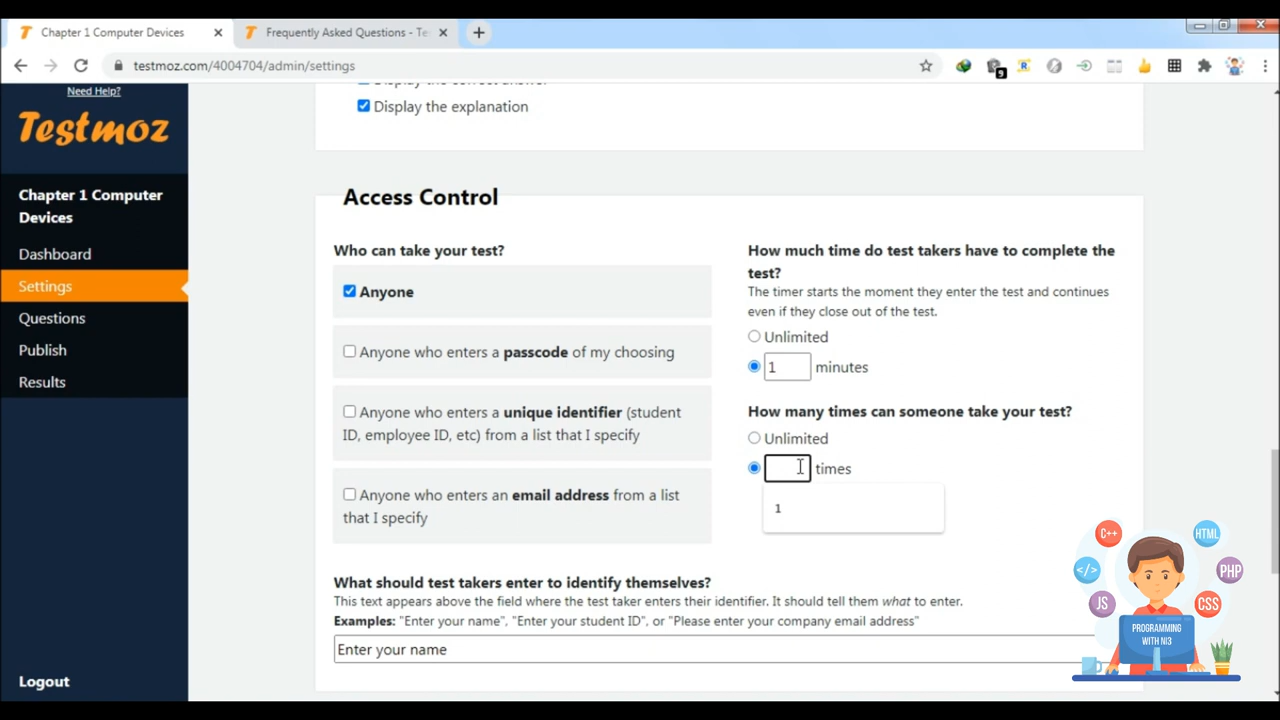 Chapter 1 Computer Devices
Frequently Asked Questions - Te
testmoz.com/4004704/admin/settings
9
Need Help?
Testmoz
Chapter 1 Computer
Devices
Dashboard
Settings
Questions
Publish
Results
Logout
Display the correct answer
Display the explanation
Access Control
Who can take your test?
Anyone
Anyone who enters a passcode of my choosing
Anyone who enters a unique identifier (student
ID, employee ID, etc) from a list that I specify
Anyone who enters an email address from a list
that I specify
How much time do test takers have to complete the
test?
The timer starts the moment they enter the test and continues
even if they close out of the test.
Unlimited
1 minutes
How many times can someone take your test?
Unlimited
times
1
What should test takers enter to identify themselves?
This text appears above the field where the test taker enters their identifier. It should tell them what to enter.
Examples: "Enter your name", "Enter your student ID", or "Please enter your company email address"
Enter your name
C++
HTML
</>
PHP
JS
CSS
PROGRAMMING
WITH NI3